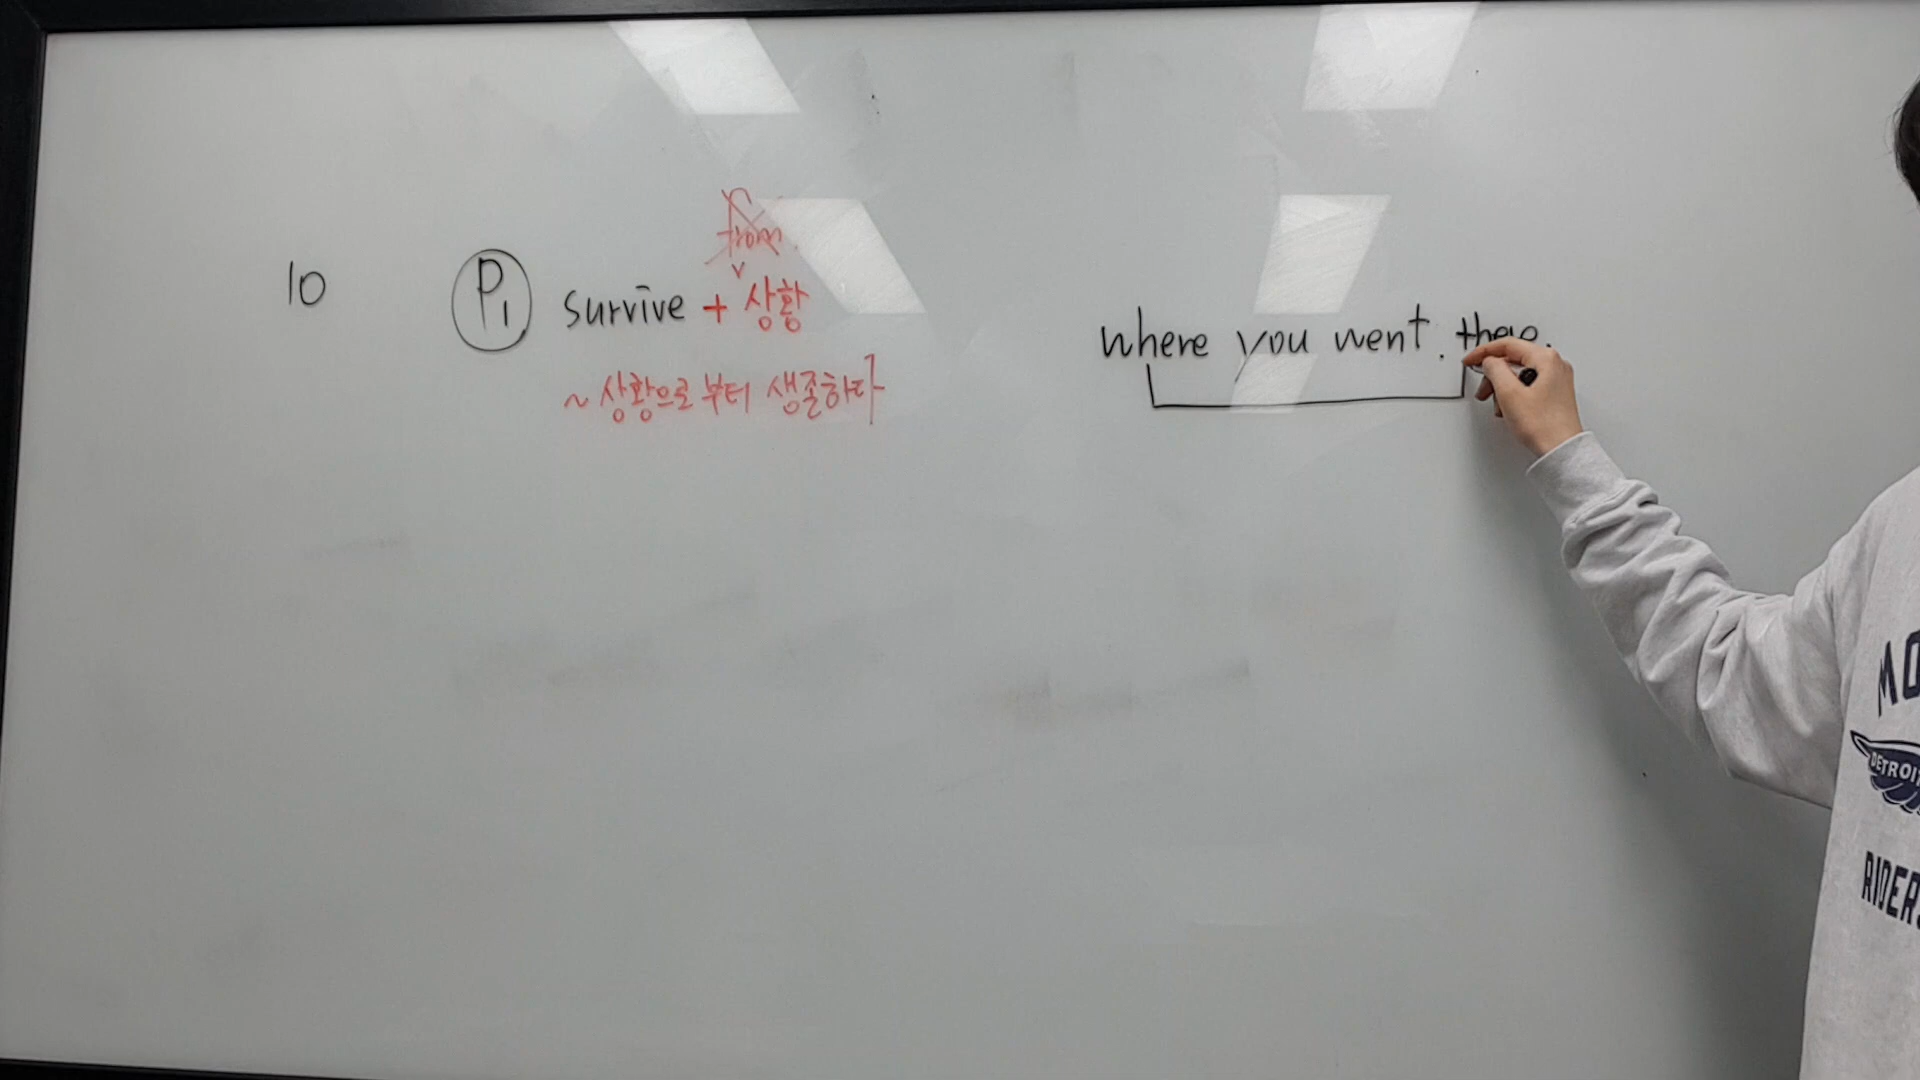 from
10 P1 survive + 상황
~상황으로부터 생존하다
where you went. there.
DETROIT
RIDERS